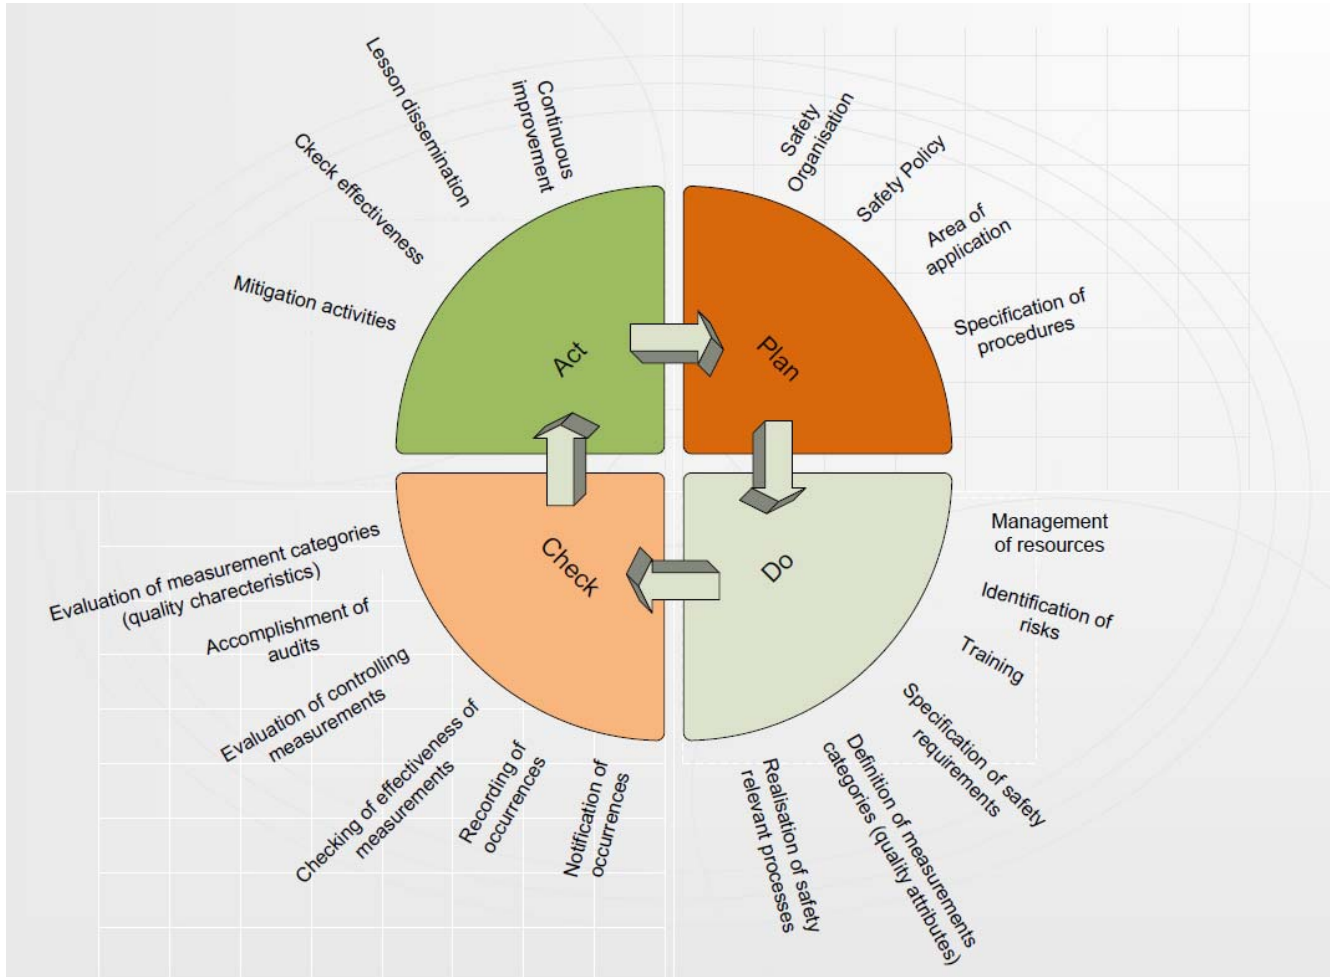 Lesson dissemination
Continuous
improvement
Ckeck effectiveness
Mitigation activities
Safety
Organisation
Safety Policy
Area of
application
Specification of
procedures
Act
Plan
Check
Do
Management
of resources
Identification of
risks
Training
Specification of safety
requirements
Definition of measurements
categories (quality attributes)
Realisation of safety
relevant processes
Evaluation of measurement categories
(quality charecteristics)
Accomplishment of
audits
Evaluation of controlling
measurements
Checking of effectiveness of
measurements
Recording of
occurrences
Notification of
occurrences